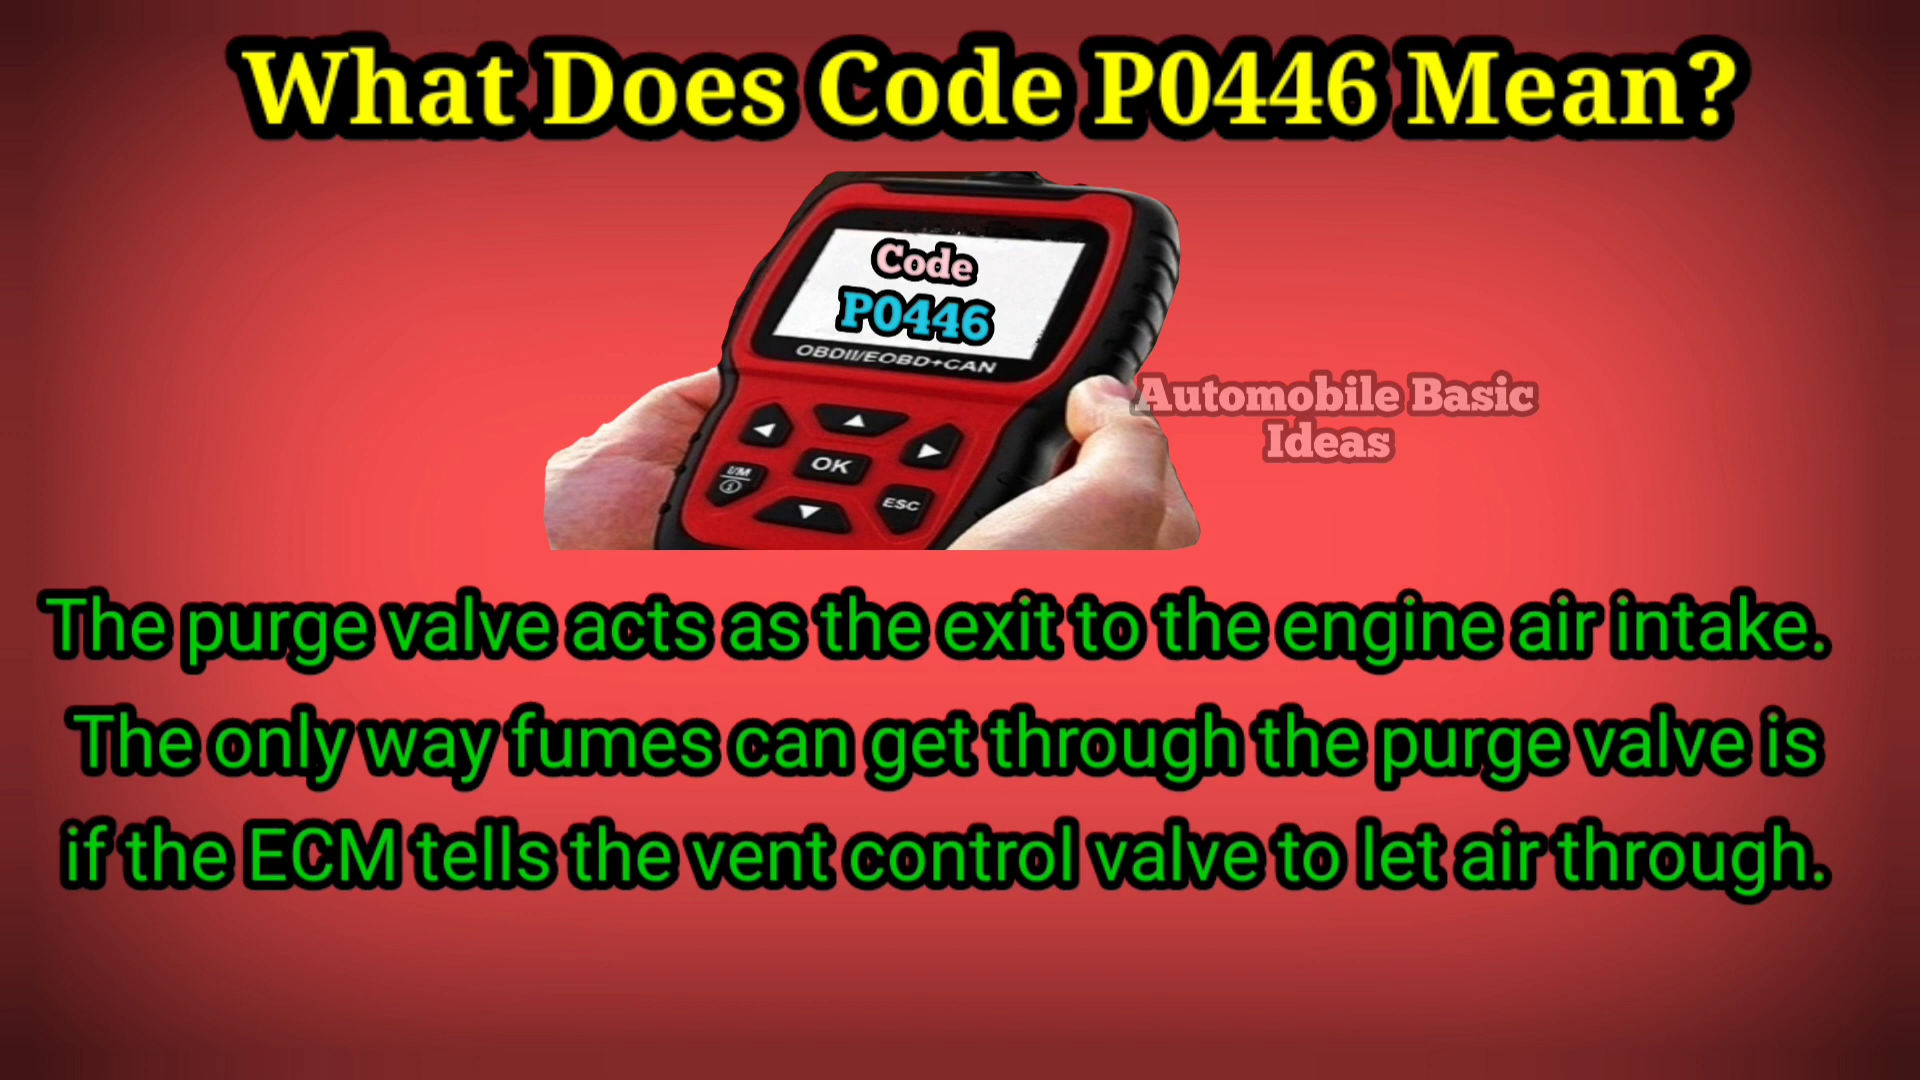 What Does Code P0446 Mean?
Code
P0446
OBDII/EOBD+CAN
OK
I/M
ESC
Automobile Basic
Ideas
The purge valve acts as the exit to the engine air intake.
The only way fumes can get through the purge valve is
if the ECM tells the vent control valve to let air through.